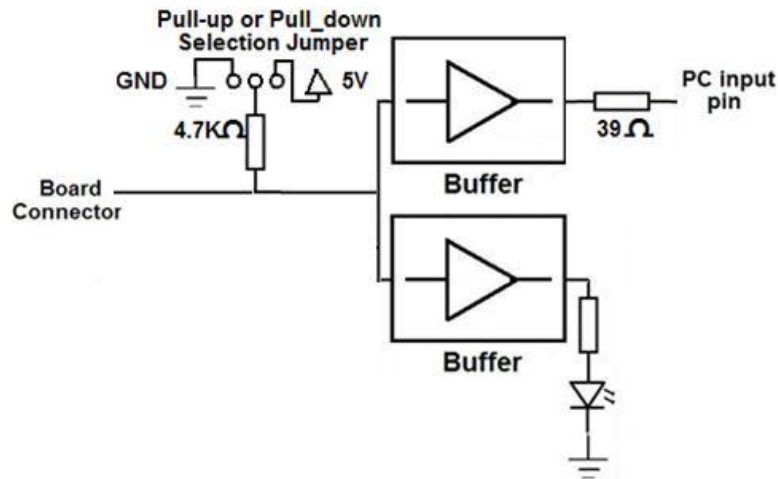 Pull-up or Pull_down
Selection Jumper
GND
5V
4.7KΩ
Board
Connector
Buffer
39Ω
PC input
pin
Buffer